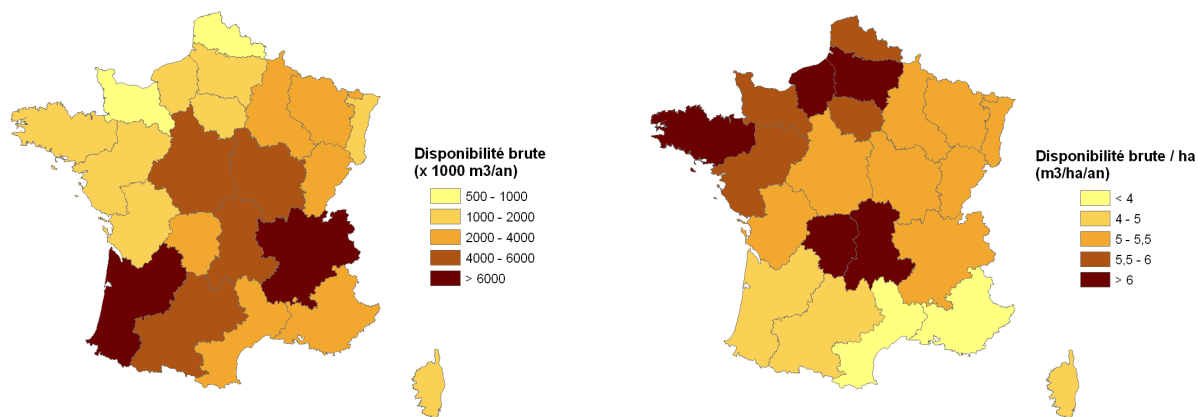 Disponibilité brute
(x 1000 m3/an)
500 - 1000
1000 - 2000
2000 - 4000
4000 - 6000
> 6000
Disponibilité brute / ha
(m3/ha/an)
< 4
4 - 5
5 - 5,5
5,5 - 6
> 6